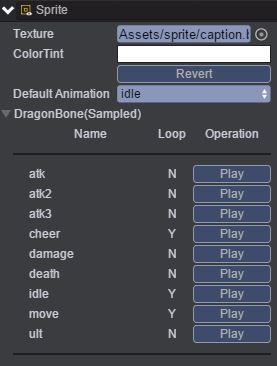 Sprite
Texture Assets/sprite/caption.
ColorTint
Revert
Default Animation idle
DragonBone(Sampled)
Name Loop Operation
atk N Play
atk2 N Play
atk3 N Play
cheer Y Play
damage N Play
death N Play
idle Y Play
move Y Play
ult N Play